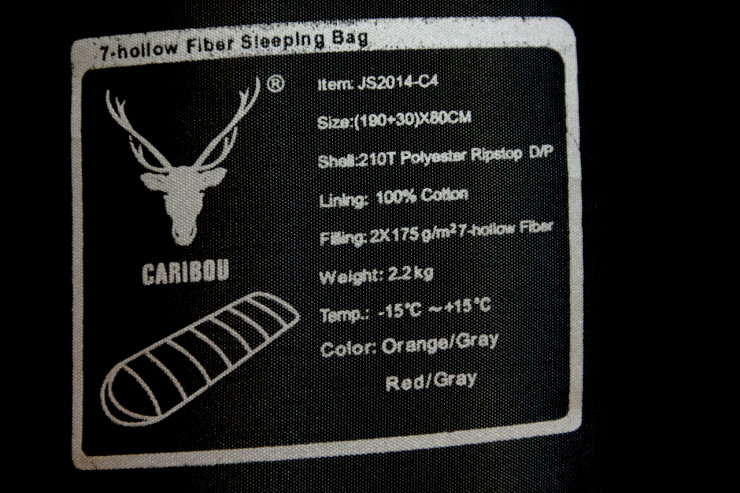 7-hollow Fiber Sleeping Bag
®
CARIBOU
Item: JS2014-C4
Size:(190+30)X80CM
Shell:210T Polyester Ripstop D/P
Lining: 100% Cotton
Filling: 2X175g/m²7-hollow Fiber
Weight: 2.2kg
Temp.: -15°C ~+15°C
Color: Orange/Gray
Red/Gray